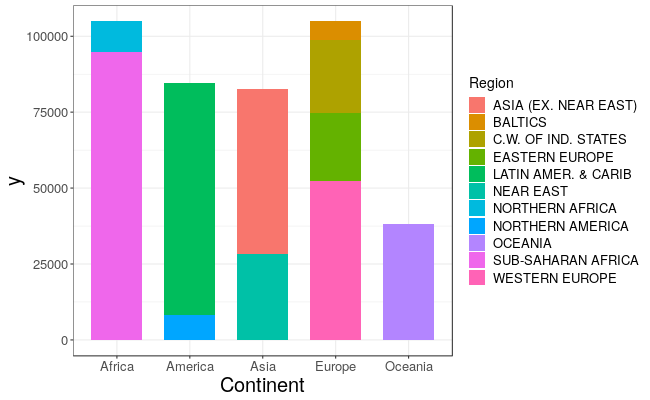 100000
75000
50000
25000
0
y
Africa America Asia Europe Oceania
Continent
Region
ASIA (EX. NEAR EAST)
BALTICS
C.W. OF IND. STATES
EASTERN EUROPE
LATIN AMER. & CARIB
NEAR EAST
NORTHERN AFRICA
NORTHERN AMERICA
OCEANIA
SUB-SAHARAN AFRICA
WESTERN EUROPE